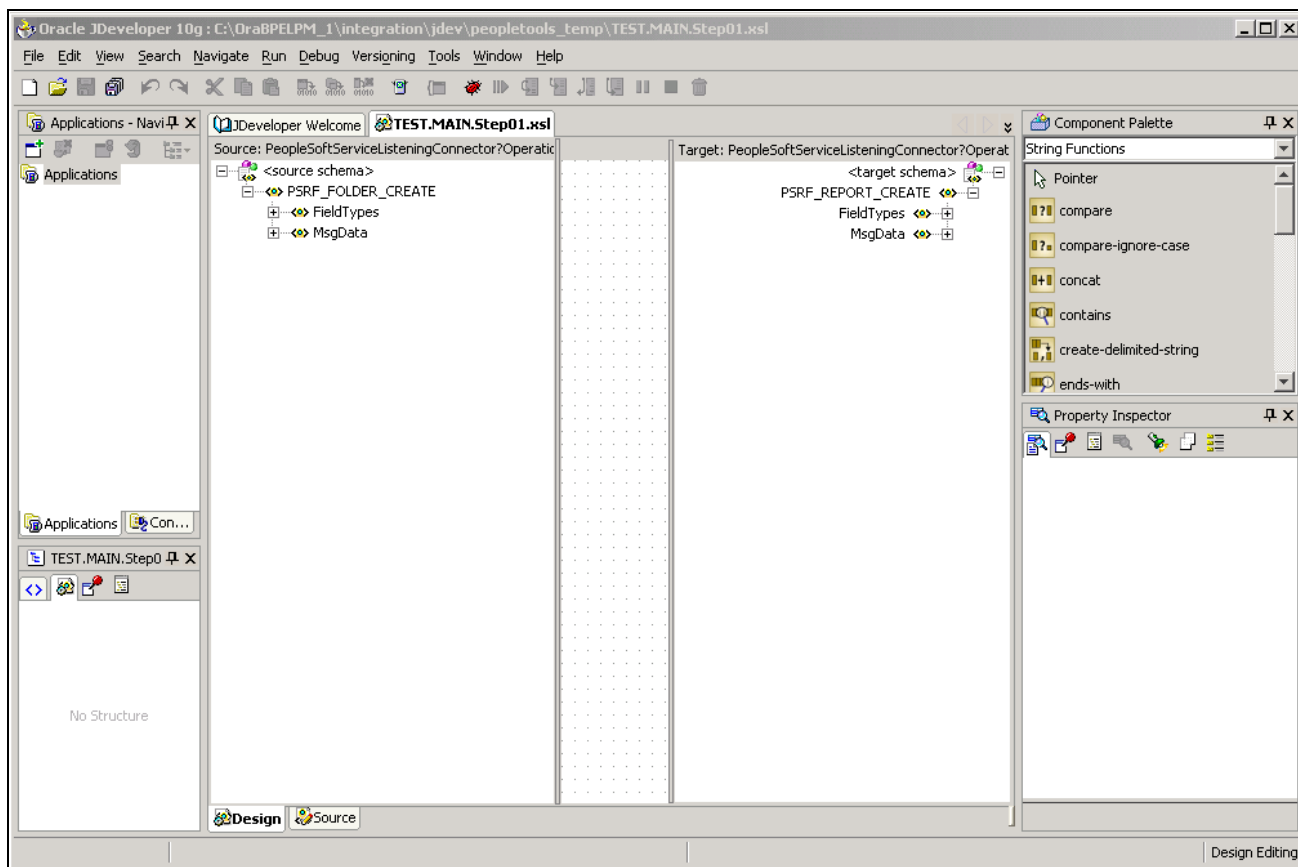 Oracle JDeveloper 10g : C:\OraBPELPM_1\integration\jdev\peopletools_temp\TEST.MAIN.Step01.xsl
File Edit View Search Navigate Run Debug Versioning Tools Window Help
Applications - Navi
JDeveloper Welcome
TEST.MAIN.Step01.xsl
Component Palette
Source: PeopleSoftServiceListeningConnector?Operatic
Target: PeopleSoftServiceListeningConnector?Operat
String Functions
Applications
<source schema>
PSRF_FOLDER_CREATE
FieldTypes
MsgData
<target schema>
PSRF_REPORT_CREATE
FieldTypes
MsgData
Pointer
compare
compare-ignore-case
concat
contains
create-delimited-string
ends-with
Property Inspector
Applications
Con...
TEST.MAIN.Step0
No Structure
Design
Source
Design Editing